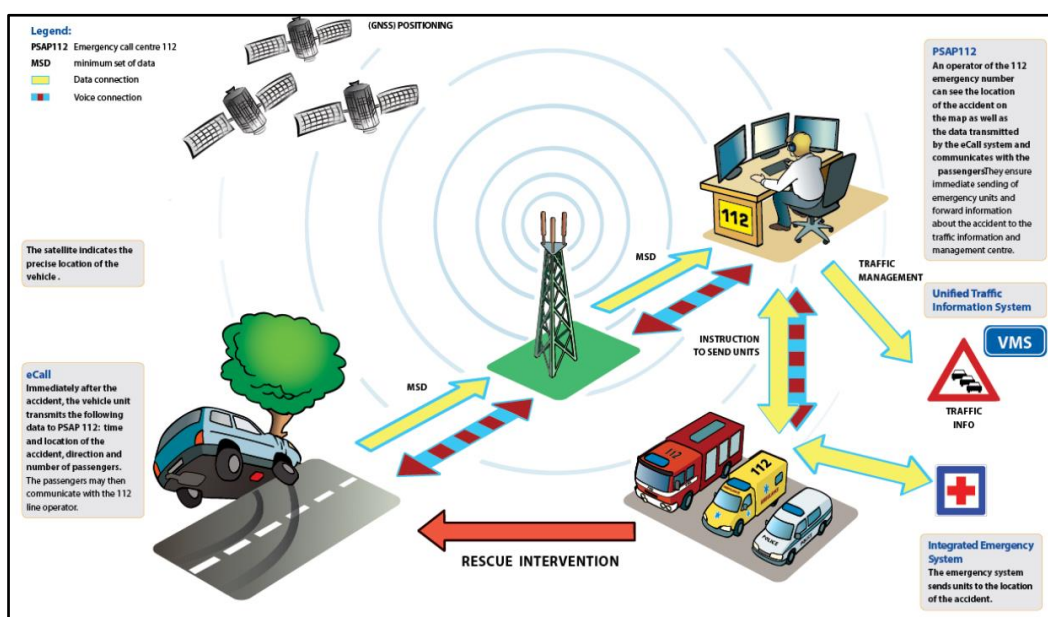 Legend:
PSAP112 Emergency call centre 112
MSD minimum set of data
Data connection
Voice connection
(GNSS) POSITIONING
PSAP112
An operator of the 112
emergency number
can see the location
of the accident on
the map as well as
the data transmitted
by the eCall system and
communicates with the
passengersThey ensure
immediate sending of
emergency units and
forward information
about the accident to the
traffic information and
management centre.
112
The satellite indicates the
precise location of the
vehicle .
MSD
TRAFFIC
MANAGEMENT
Unified Traffic
Information System
VMS
INSTRUCTION
TO SEND UNITS
TRAFFIC
INFO
eCall
Immediately after the
accident, the vehicle unit
transmits the following
data to PSAP 112: time
and location of the
accident, direction and
number of passengers.
The passengers may then
communicate with the 112
line operator.
MSD
112
112
AMBULANCE
POLICE
POLICE
RESCUE INTERVENTION
Integrated Emergency
System
The emergency system
sends units to the location
of the accident.